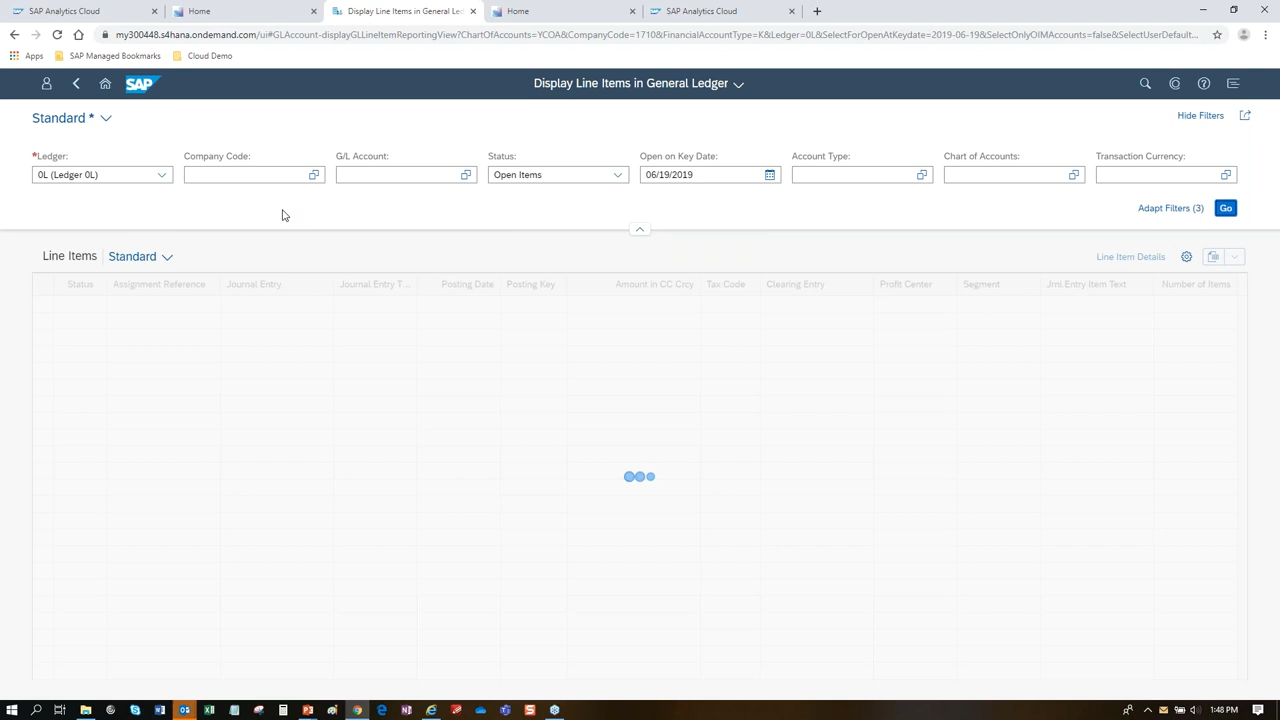 SAP Analytics Cloud
Home
Display Line Items in General Led
Home
SAP Analytics Cloud
my300448.s4hana.ondemand.com/ui#GLAccount-displayGLLineItemReportingView?ChartOfAccounts=YCOA&CompanyCode=1710&FinancialAccountType=K&Ledger=0L&SelectForOpenAtKeydate=2019-06-19&SelectOnlyOIMAccounts=false&SelectUserDefault...
Apps
SAP Managed Bookmarks
Cloud Demo
SAP
Display Line Items in General Ledger
Standard *
Hide Filters
*Ledger:
Company Code:
G/L Account:
Status:
Open on Key Date:
Account Type:
Chart of Accounts:
Transaction Currency:
0L (Ledger 0L)
Open Items
06/19/2019
Adapt Filters (3)
Go
Line Items
Standard
Line Item Details
Status
Assignment Reference
Journal Entry
Journal Entry T...
Posting Date
Posting Key
Amount in CC Crcy
Tax Code
Clearing Entry
Profit Center
Segment
Jrnl.Entry Item Text
Number of Items
1:48 PM